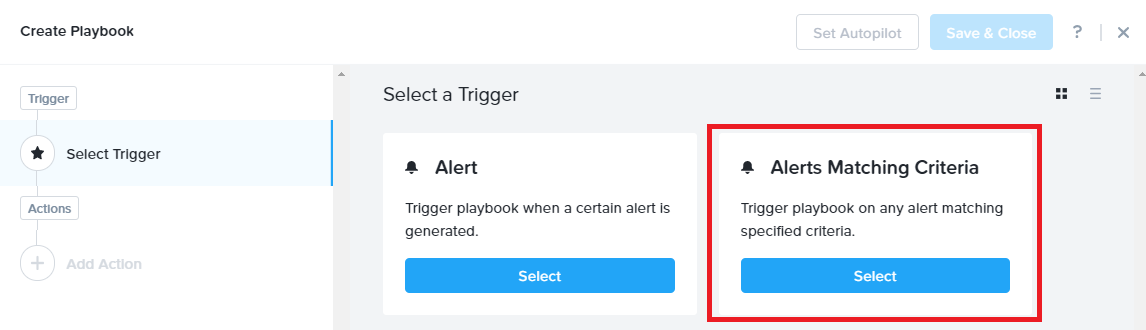 Create Playbook
Set Autopilot
Save & Close
?
Trigger
Select Trigger
Actions
Add Action
Select a Trigger
Alert
Trigger playbook when a certain alert is
generated.
Select
Alerts Matching Criteria
Trigger playbook on any alert matching
specified criteria.
Select